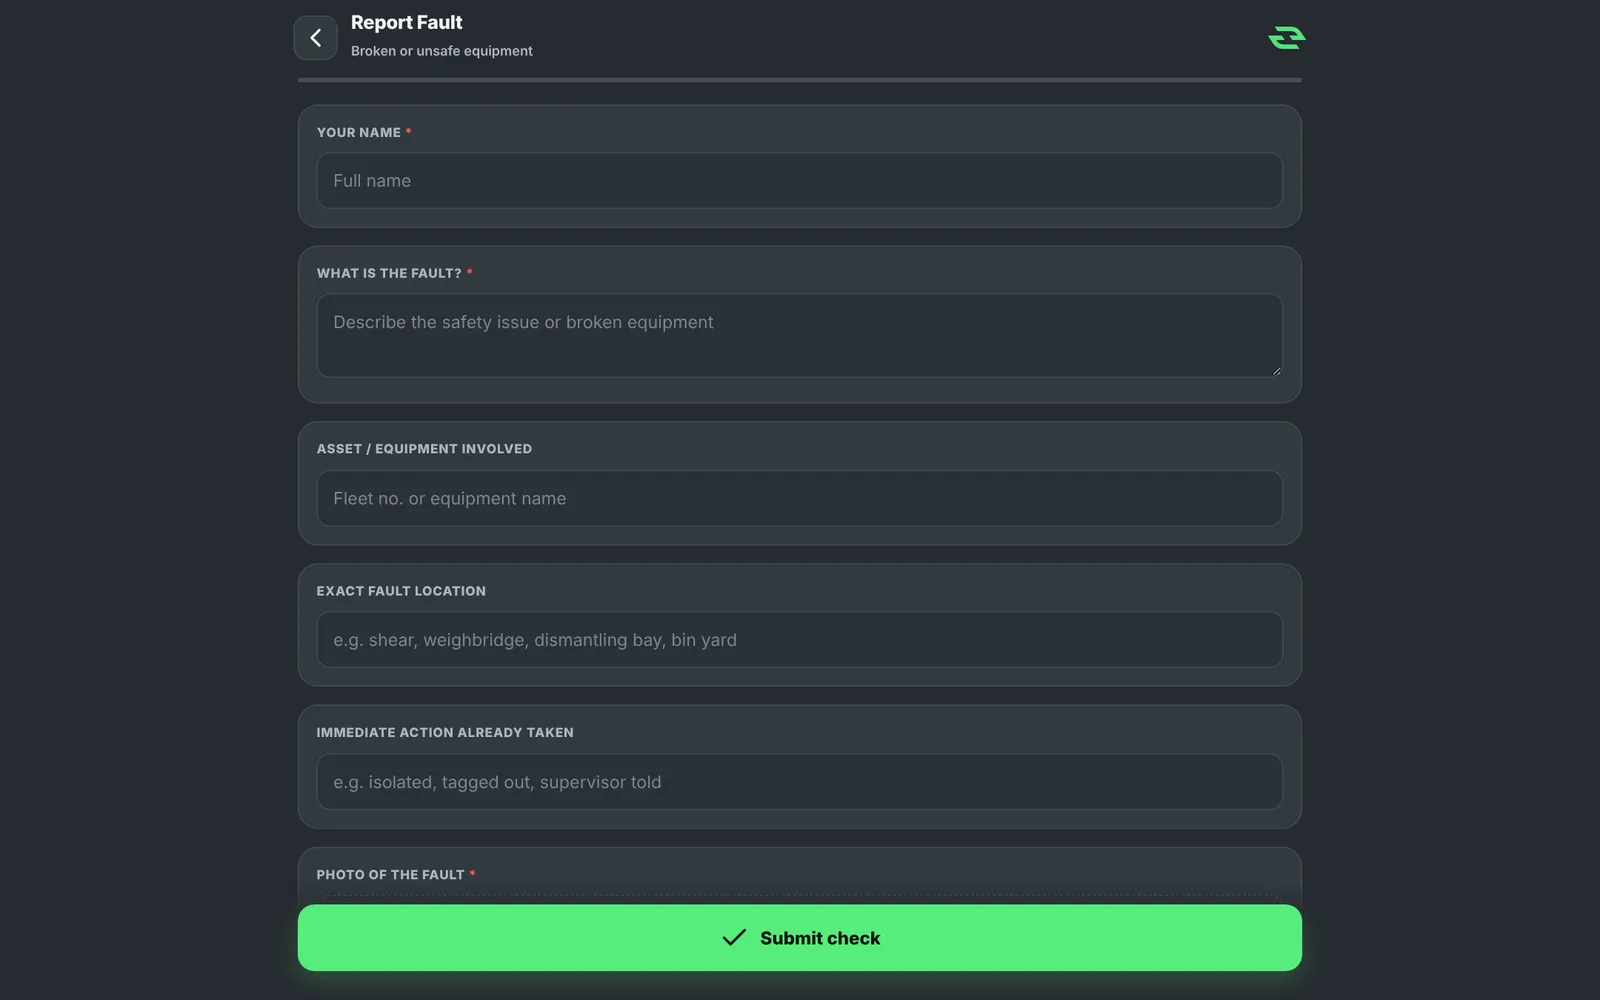 Report Fault
Broken or unsafe equipment
YOUR NAME *
Full name
WHAT IS THE FAULT? *
Describe the safety issue or broken equipment
ASSET / EQUIPMENT INVOLVED
Fleet no. or equipment name
EXACT FAULT LOCATION
e.g. shear, weighbridge, dismantling bay, bin yard
IMMEDIATE ACTION ALREADY TAKEN
e.g. isolated, tagged out, supervisor told
PHOTO OF THE FAULT *
Submit check